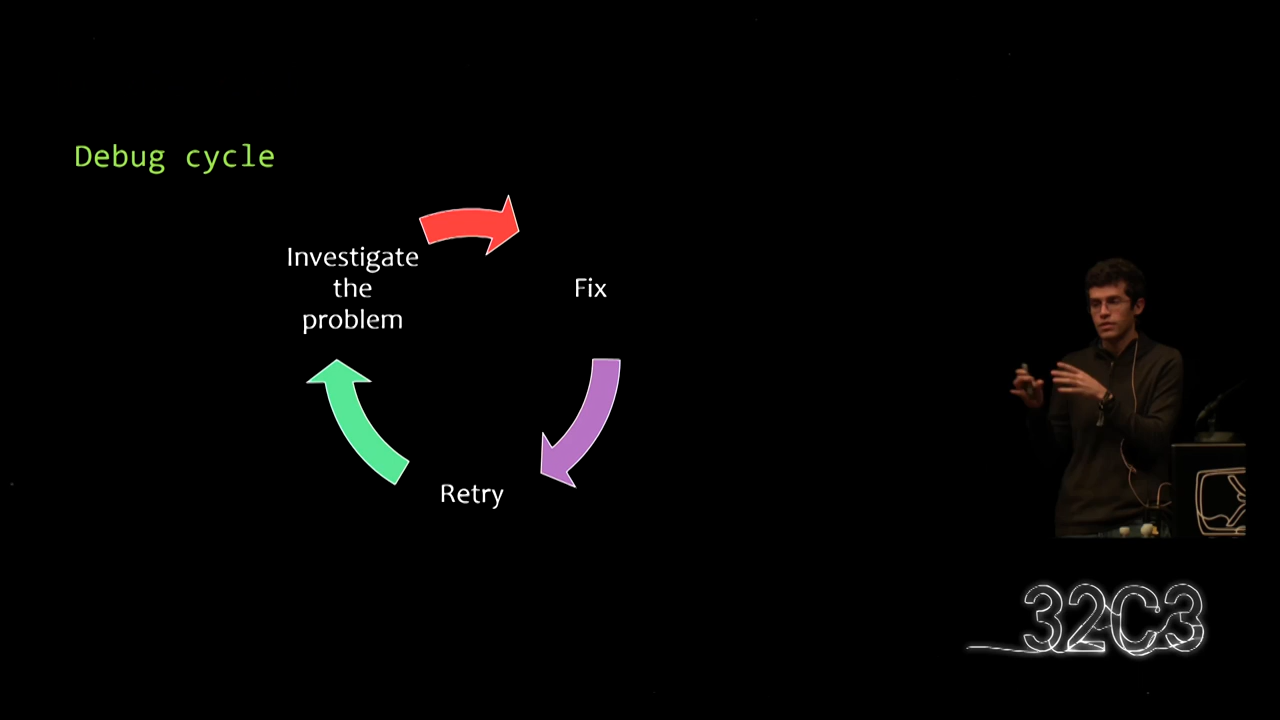 Debug cycle
Investigate
the
problem
Fix
Retry
32C3